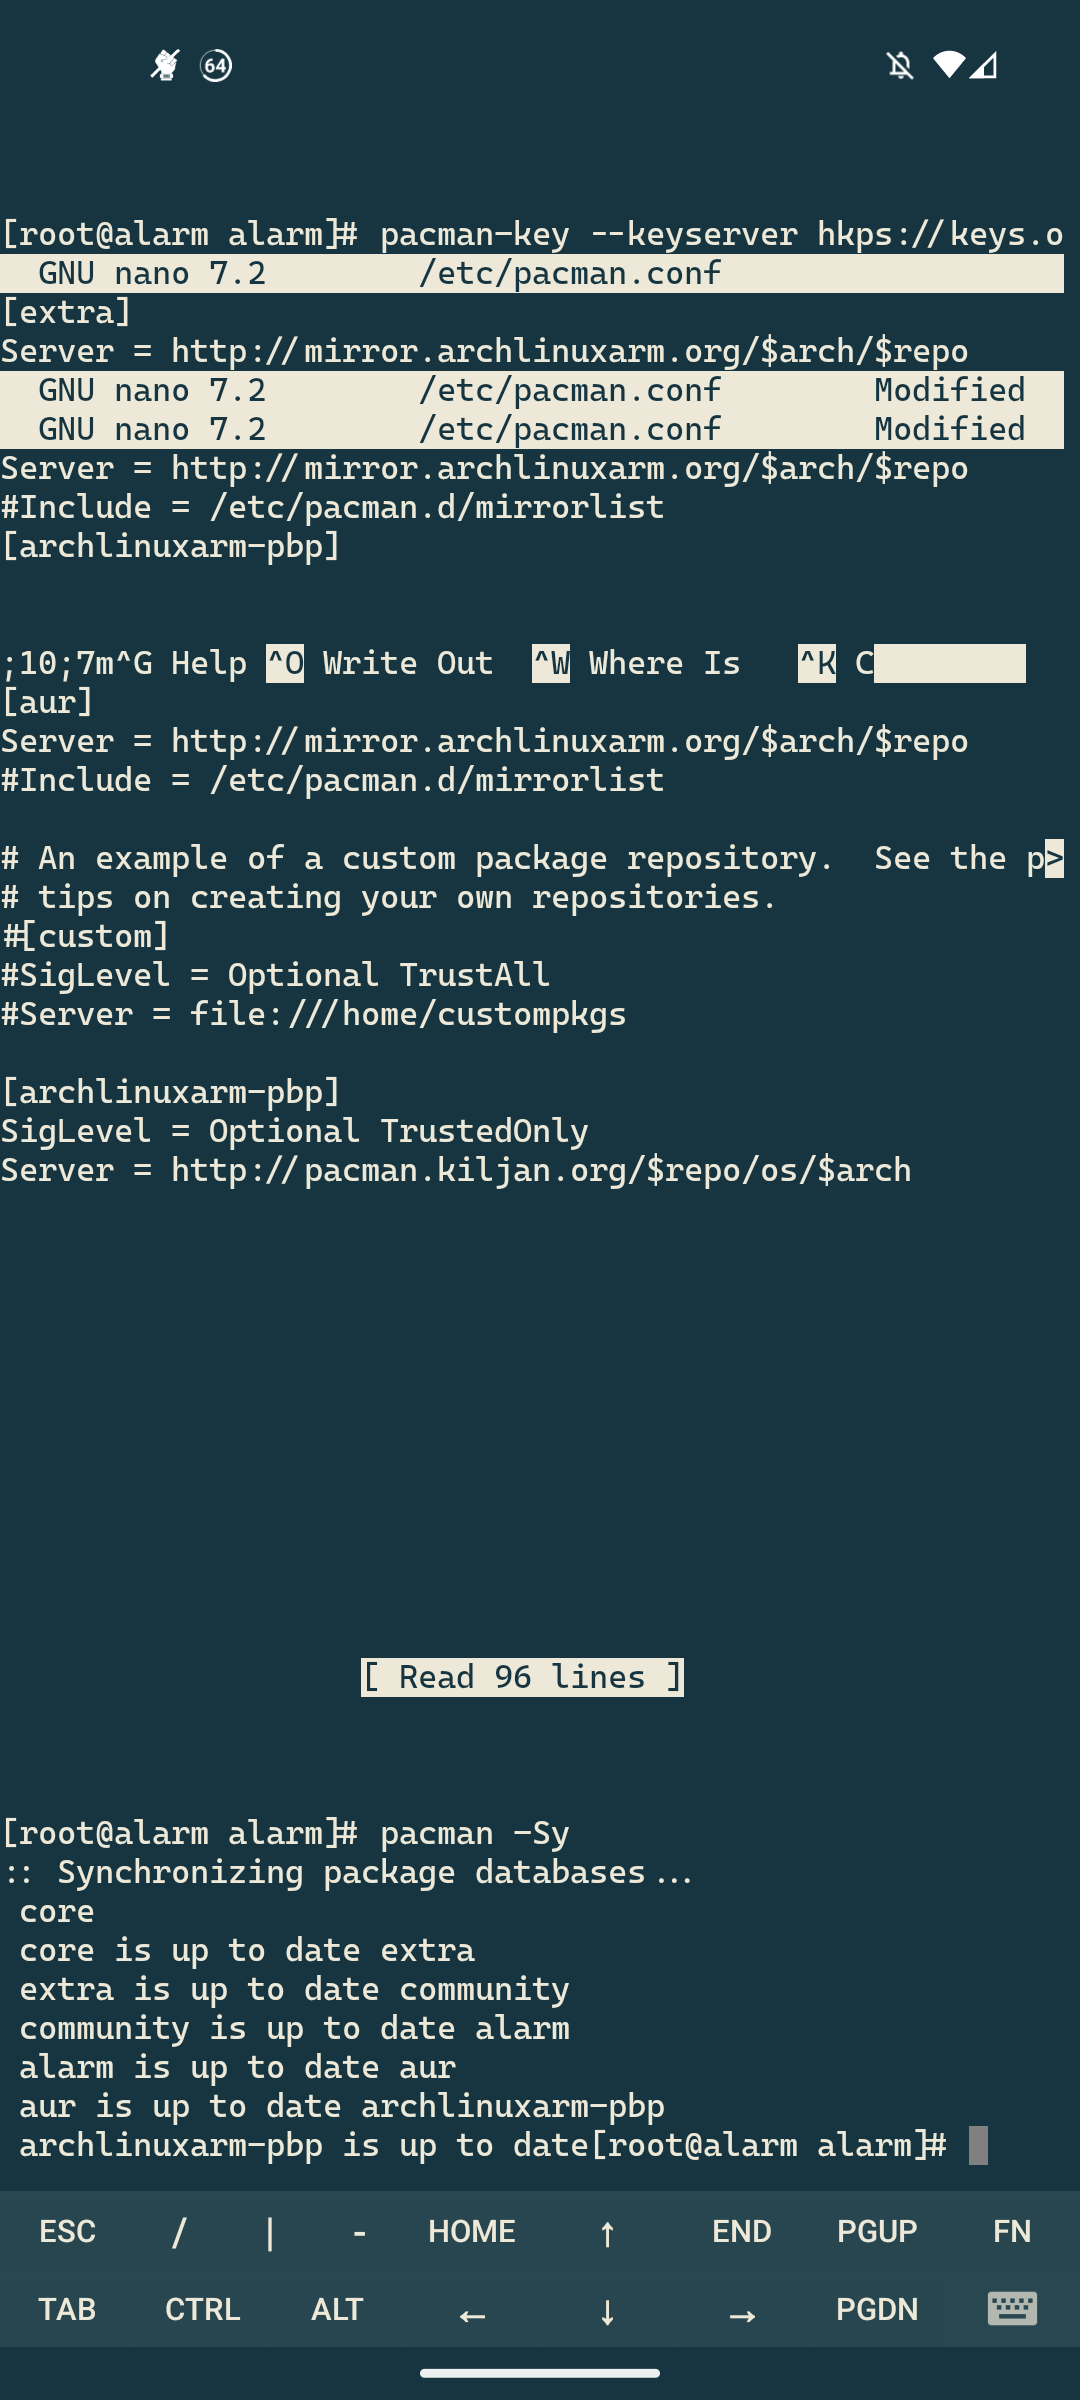 64
[root@alarm alarm]# pacman-key --keyserver hkps://keys.o
GNU nano 7.2 /etc/pacman.conf
[extra]
Server = http://mirror.archlinuxarm.org/$arch/$repo
GNU nano 7.2 /etc/pacman.conf Modified
GNU nano 7.2 /etc/pacman.conf Modified
Server = http://mirror.archlinuxarm.org/$arch/$repo
#Include = /etc/pacman.d/mirrorlist
[archlinuxarm-pbp]
;10;7m^G Help ^O Write Out ^W Where Is ^K C
[aur]
Server = http://mirror.archlinuxarm.org/$arch/$repo
#Include = /etc/pacman.d/mirrorlist
# An example of a custom package repository.  See the p>
# tips on creating your own repositories.
#[custom]
#SigLevel = Optional TrustAll
#Server = file:///home/custompkgs
[archlinuxarm-pbp]
SigLevel = Optional TrustedOnly
Server = http://pacman.kiljan.org/$repo/os/$arch
[ Read 96 lines ]
[root@alarm alarm]# pacman -Sy
:: Synchronizing package databases...
core
core is up to date extra
extra is up to date community
community is up to date alarm
alarm is up to date aur
aur is up to date archlinuxarm-pbp
archlinuxarm-pbp is up to date[root@alarm alarm]#
ESC / | - HOME ↑ END PGUP FN
TAB CTRL ALT ← ↓ → PGDN